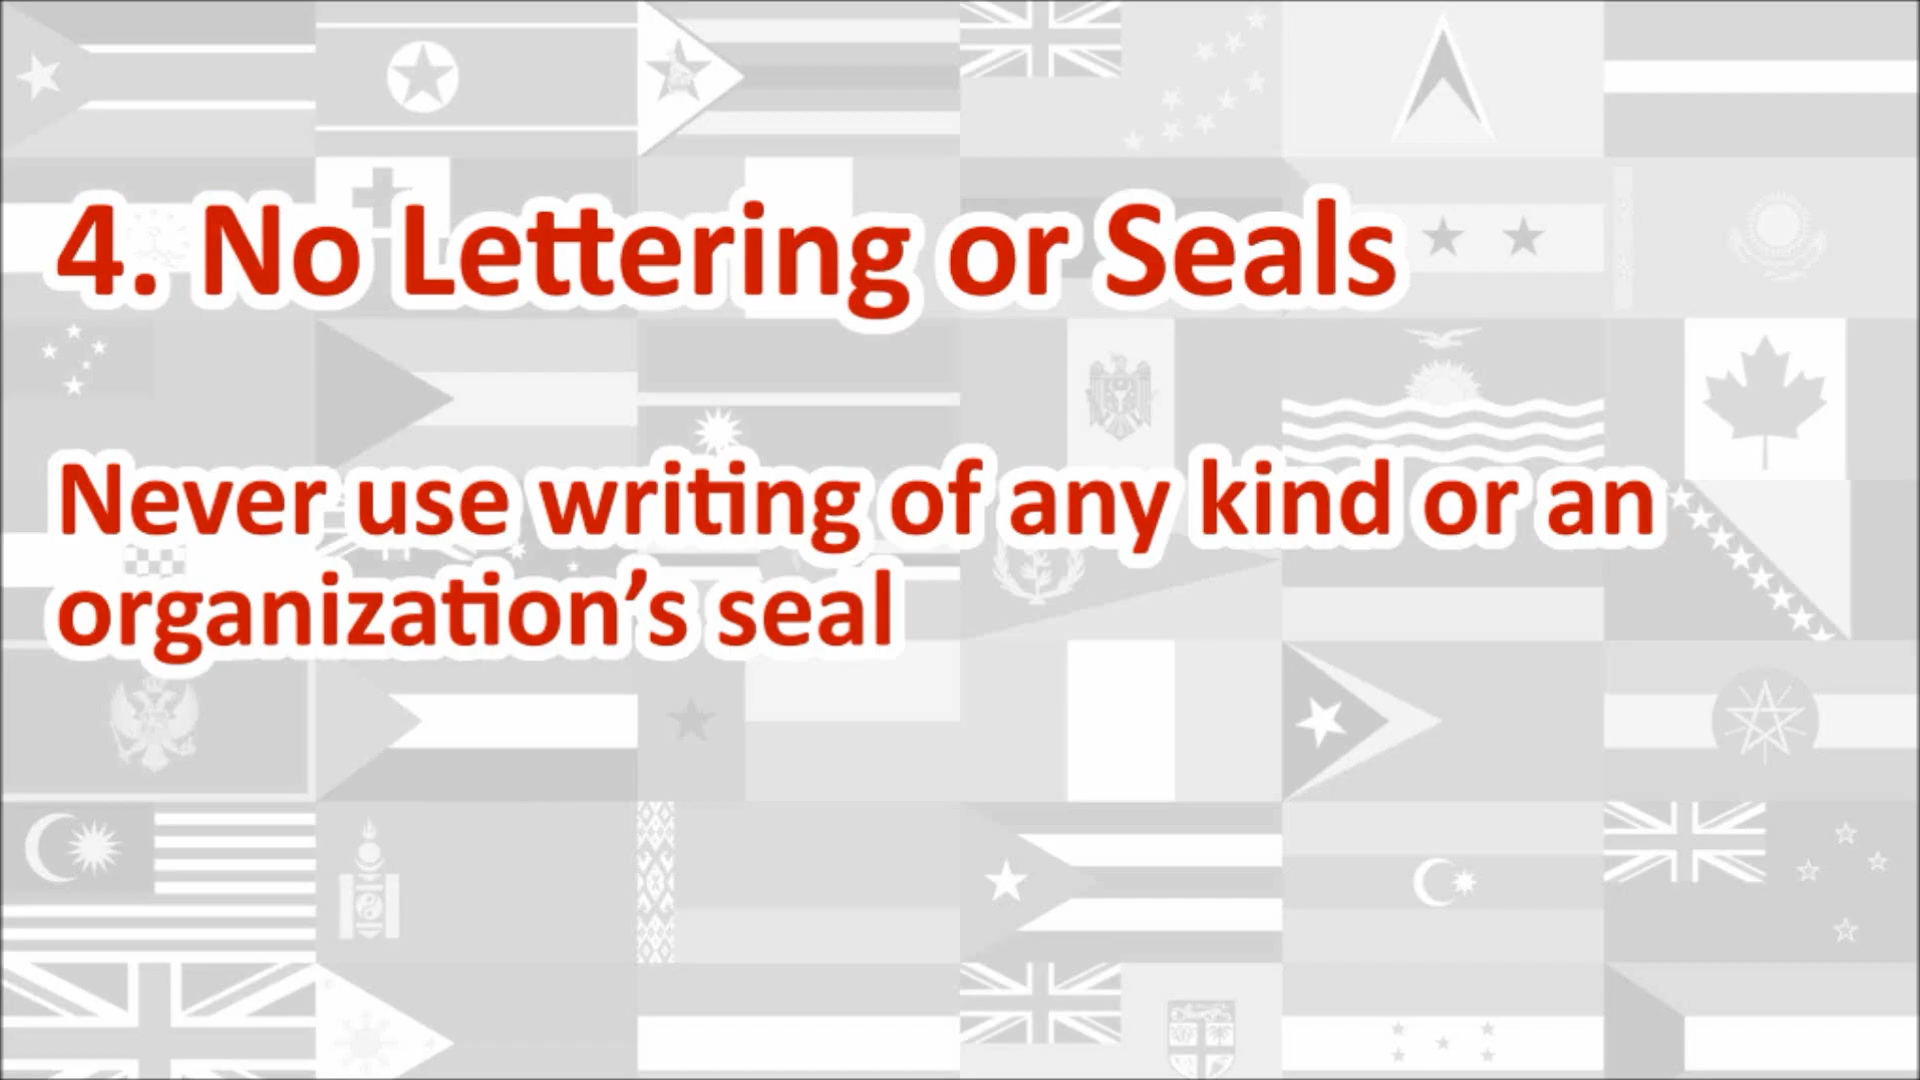 4. No Lettering or Seals
Never use writing of any kind or an
organization’s seal